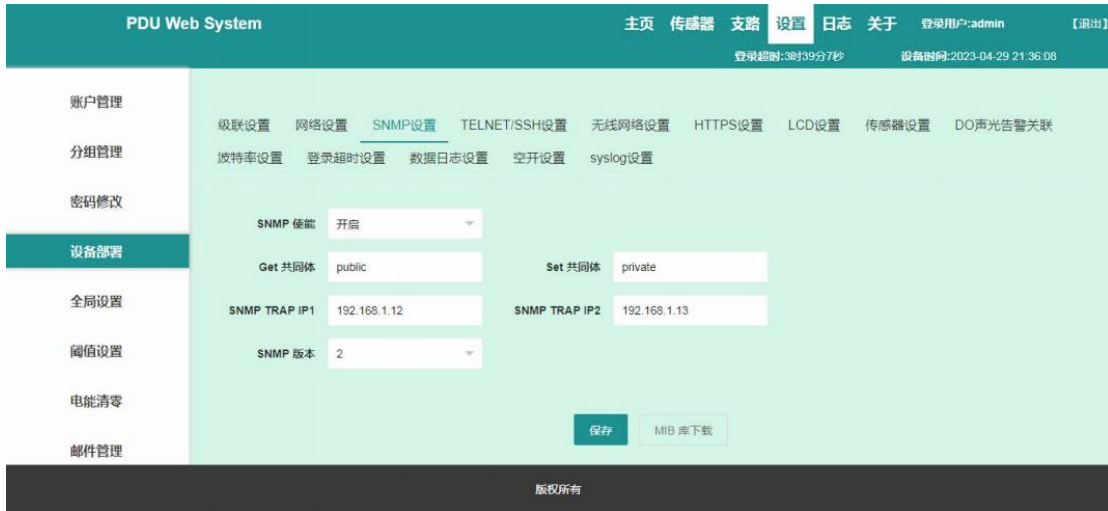 PDU Web System 主页 传感器 支路 设置 日志 关于 登录用户:admin 【退出】
登录超时:3时39分7秒 设备时间:2023-04-29 21:36:08
账户管理
分组管理
密码修改
设备部署
全局设置
阈值设置
电能清零
邮件管理
级联设置 网络设置 SNMP设置 TELNET/SSH设置 无线网络设置 HTTPS设置 LCD设置 传感器设置 DO声光告警关联
波特率设置 登录超时设置 数据日志设置 空开设置 syslog设置
SNMP 使能 开启
Get 共同体 public Set 共同体 private
SNMP TRAP IP1 192.168.1.12 SNMP TRAP IP2 192.168.1.13
SNMP 版本 2
保存 MIB 库下载
版权所有